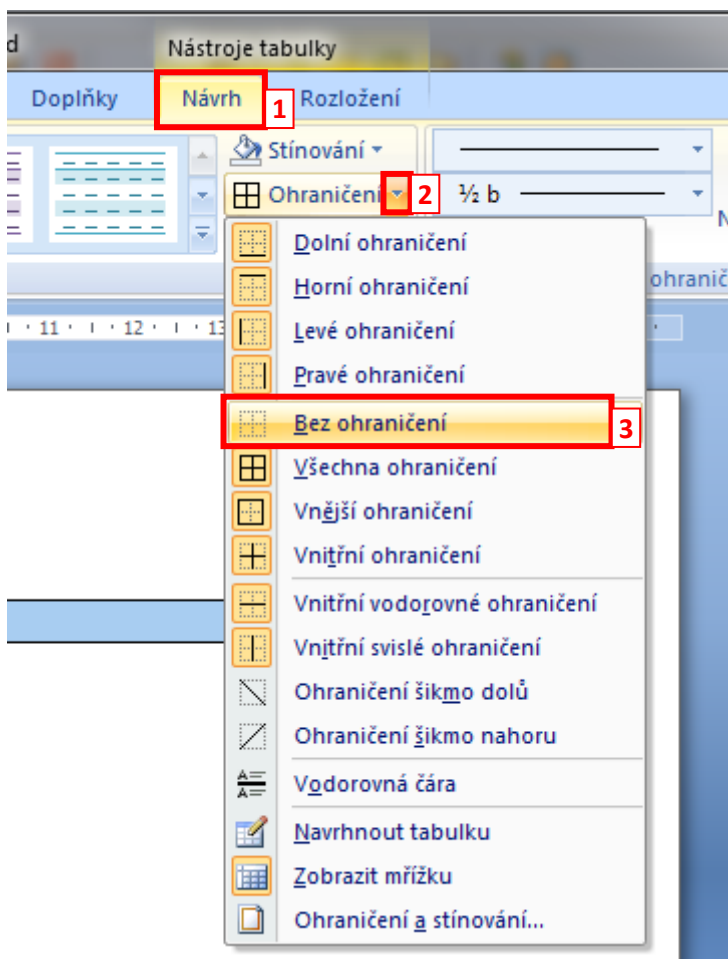 d
Nástroje tabulky
Doplňky
Návrh
1
Rozložení
Stínování
Ohraničení
2
½ b
N
ohranič
11 12 13
Dolní ohraničení
Horní ohraničení
Levé ohraničení
Pravé ohraničení
Bez ohraničení
3
Všechna ohraničení
Vnější ohraničení
Vnitřní ohraničení
Vnitřní vodorovné ohraničení
Vnitřní svislé ohraničení
Ohraničení šikmo dolů
Ohraničení šikmo nahoru
Vodorovná čára
Navrhnout tabulku
Zobrazit mřížku
Ohraničení a stínování...